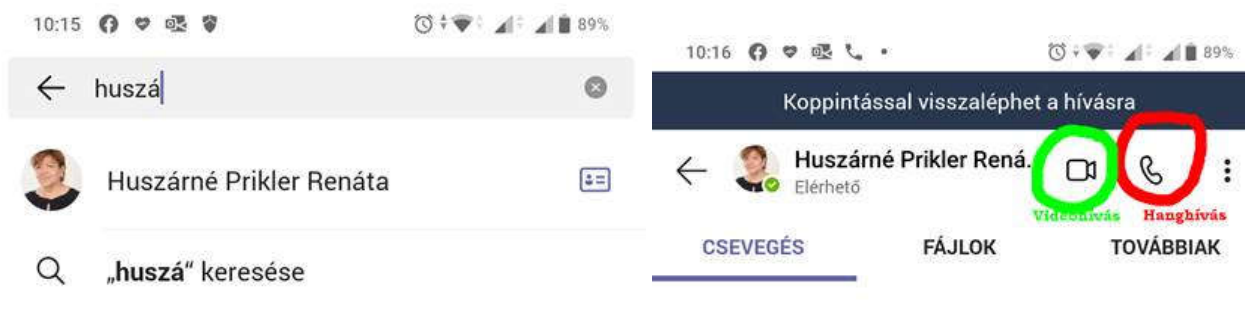 10:15
89%
huszá
Huszárné Prikler Renáta
„huszá“ keresése
10:16
89%
Koppintással visszaléphet a hívásra
Huszárné Prikler Rená.
Elérhető
Videóhívás Hanghívás
CSEVEGÉS FÁJLOK TOVÁBBIAK